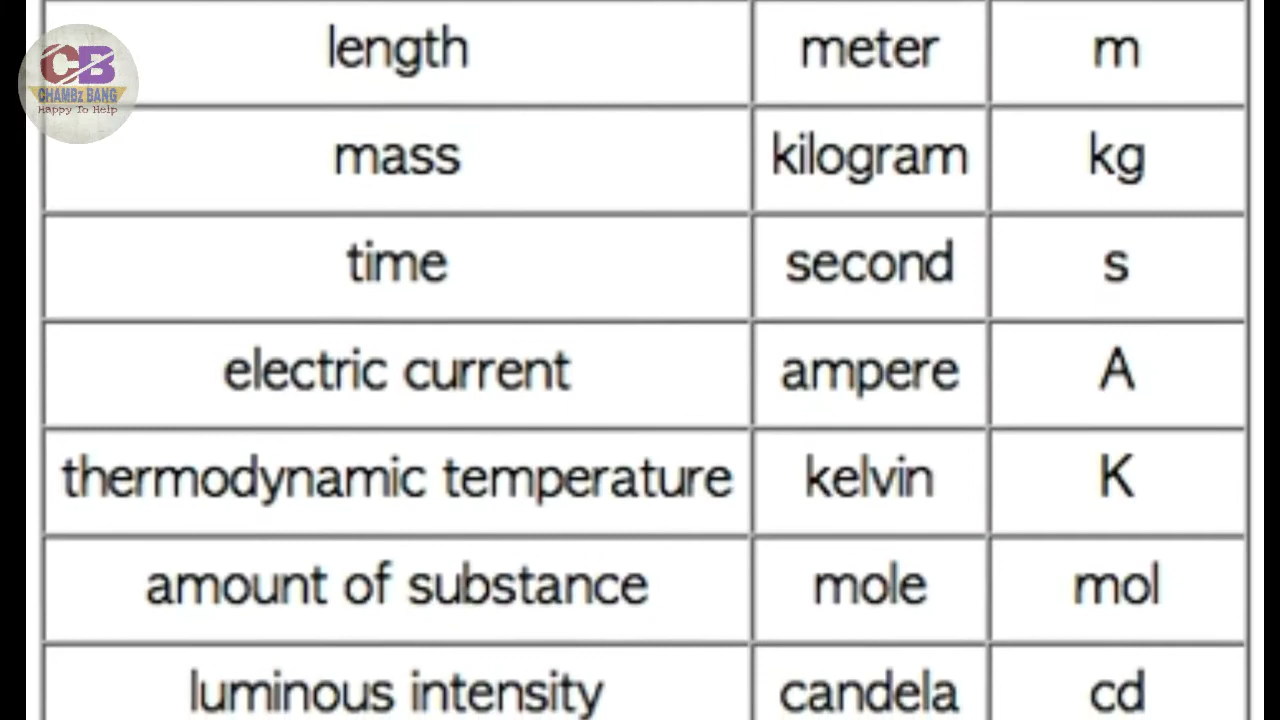 CB
CHAMBz BANG
Happy To Help
length meter m
mass kilogram kg
time second s
electric current ampere A
thermodynamic temperature kelvin K
amount of substance mole mol
luminous intensity candela cd